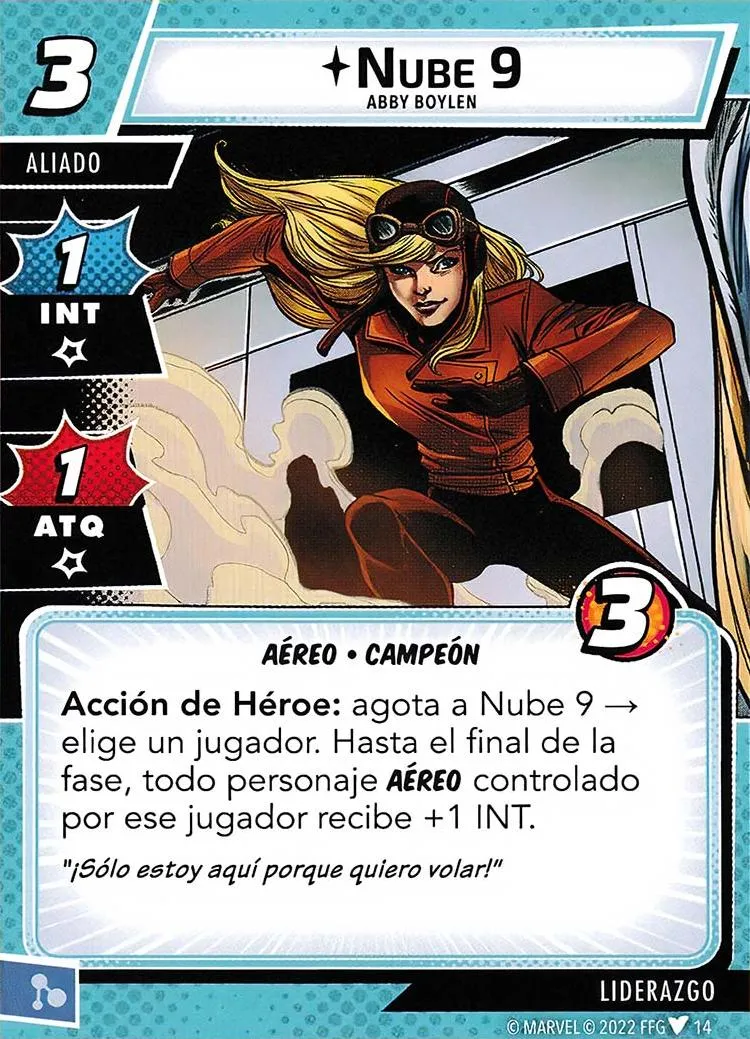 3
Nube 9
ABBY BOYLEN
ALIADO
1
INT
1
ATQ
3
AÉREO • CAMPEÓN
Acción de Héroe: agota a Nube 9 →
elige un jugador. Hasta el final de la
fase, todo personaje AÉREO controlado
por ese jugador recibe +1 INT.
"¡Sólo estoy aquí porque quiero volar!"
LIDERAZGO
© MARVEL © 2022 FFG 14